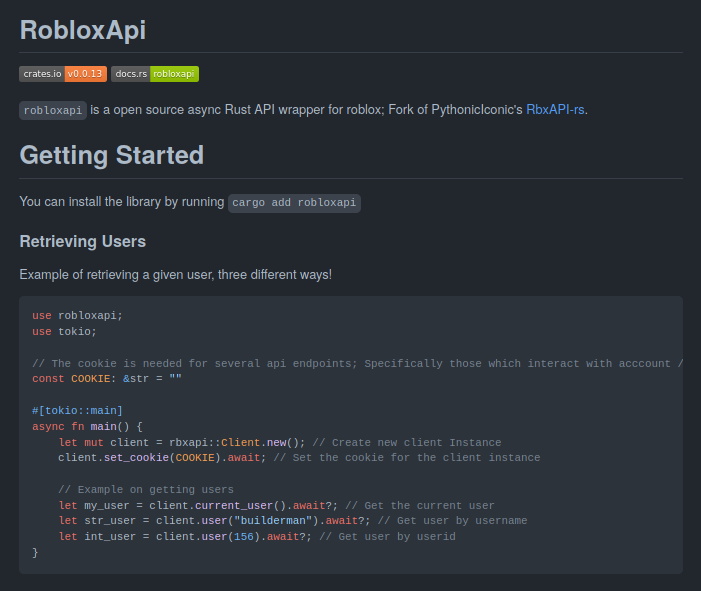 RobloxApi
crates.io v0.0.13 docs.rs robloxapi
robloxapi is a open source async Rust API wrapper for roblox; Fork of PythonicIconic's RbxAPI-rs.
Getting Started
You can install the library by running cargo add robloxapi
Retrieving Users
Example of retrieving a given user, three different ways!
use robloxapi;
use tokio;
// The cookie is needed for several api endpoints; Specifically those which interact with acccount /
const COOKIE: &str = ""
#[tokio::main]
async fn main() {
    let mut client = rbxapi::Client.new(); // Create new client Instance
    client.set_cookie(COOKIE).await; // Set the cookie for the client instance
    // Example on getting users
    let my_user = client.current_user().await?; // Get the current user
    let str_user = client.user("builderman").await?; // Get user by username
    let int_user = client.user(156).await?; // Get user by userid
}